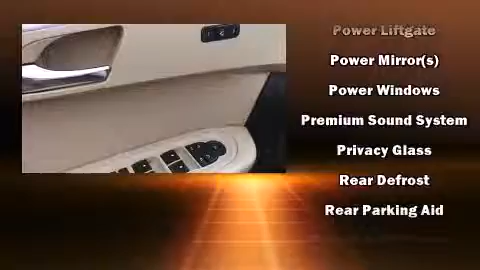 Power Liftgate
Power Mirror(s)
Power Windows
Premium Sound System
Privacy Glass
Rear Defrost
Rear Parking Aid